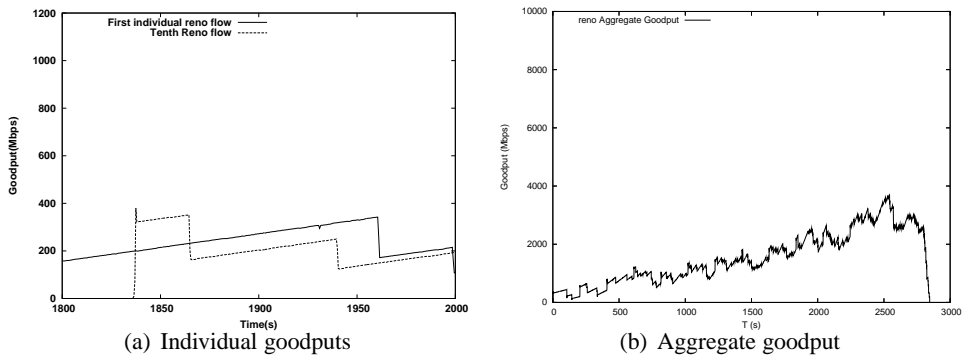 1200
1000
800
600
400
200
0
Goodput(Mbps)
First individual reno flow
Tenth Reno flow
1800
1850
1900
1950
2000
Time(s)
(a) Individual goodputs
10000
8000
6000
4000
2000
0
Goodput (Mbps)
reno Aggregate Goodput
0
500
1000
1500
2000
2500
3000
T (s)
(b) Aggregate goodput